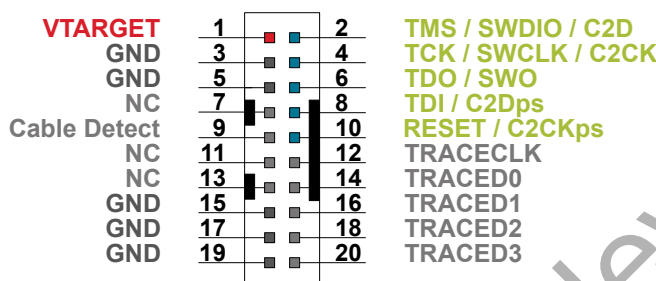 VTARGET 1 2 TMS / SWDIO / C2D
GND 3 4 TCK / SWCLK / C2CK
GND 5 6 TDO / SWO
NC 7 8 TDI / C2Dps
Cable Detect 9 10 RESET / C2CKps
NC 11 12 TRACECLK
NC 13 14 TRACED0
GND 15 16 TRACED1
GND 17 18 TRACED2
GND 19 20 TRACED3